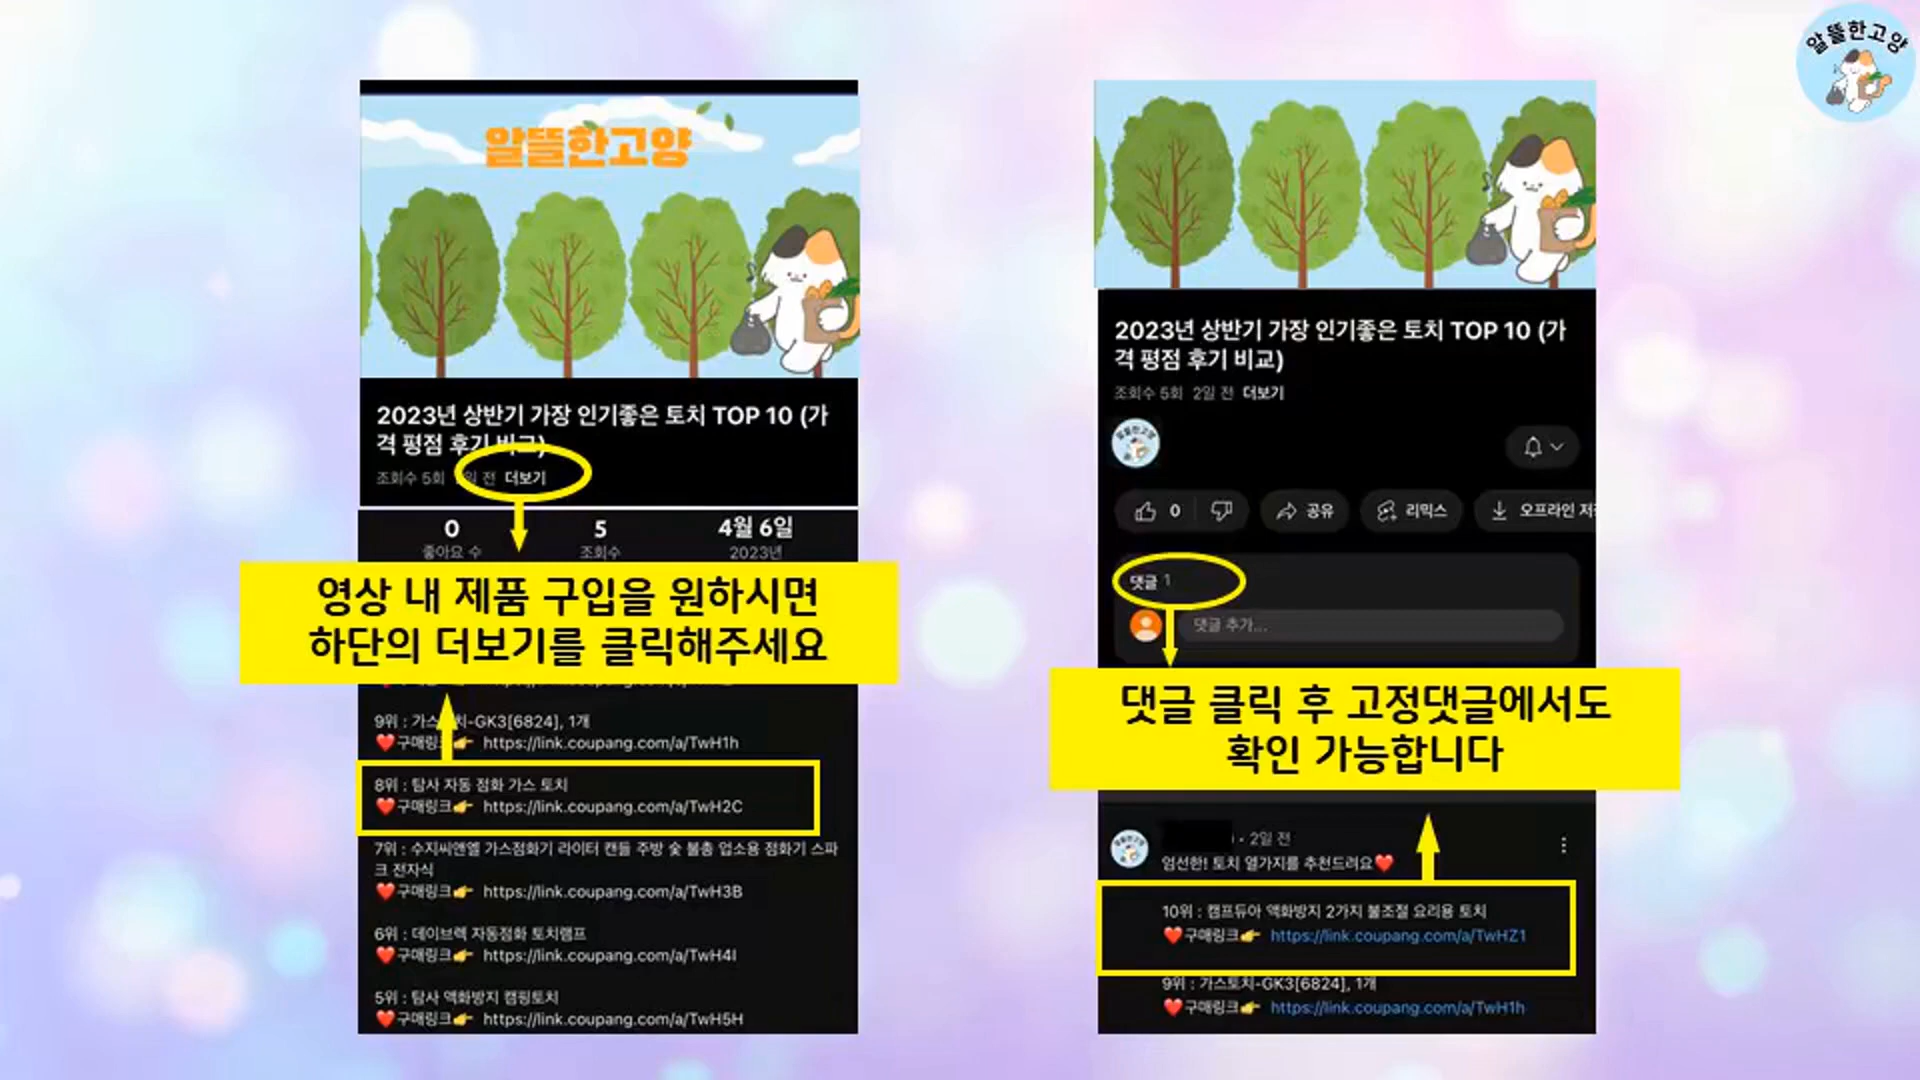 알뜰한고양
알뜰한고양
2023년 상반기 가장 인기좋은 토치 TOP 10 (가
격 평점 후기 비교)
조회수 5회 일 전 더보기
0 5 4월 6일
좋아요 수 조회수 2023년
영상 내 제품 구입을 원하시면
하단의 더보기를 클릭해주세요
9위 : 가스토치-GK3[6824], 1개
❤️구매링크👉 https://link.coupang.com/a/TwH1h
8위 : 탐사 자동 점화 가스 토치
❤️구매링크👉 https://link.coupang.com/a/TwH2C
7위 : 수지씨앤엘 가스점화기 라이터 캔들 주방 숯 불총 업소용 점화기 스파
크 전자식
❤️구매링크👉 https://link.coupang.com/a/TwH3B
6위 : 데이브렉 자동점화 토치램프
❤️구매링크👉 https://link.coupang.com/a/TwH4I
5위 : 탐사 액화방지 캠핑토치
❤️구매링크👉 https://link.coupang.com/a/TwH5H
2023년 상반기 가장 인기좋은 토치 TOP 10 (가
격 평점 후기 비교)
조회수 5회 2일 전 더보기
알뜰한고양
0 공유 리믹스 오프라인 저장
댓글 1
댓글 추가...
댓글 클릭 후 고정댓글에서도
확인 가능합니다
• 2일 전
엄선한! 토치 열가지를 추천드려요❤️
10위 : 캠프듀아 액화방지 2가지 불조절 요리용 토치
❤️구매링크👉 https://link.coupang.com/a/TwHZ1
9위 : 가스토치-GK3[6824], 1개
❤️구매링크👉 https://link.coupang.com/a/TwH1h